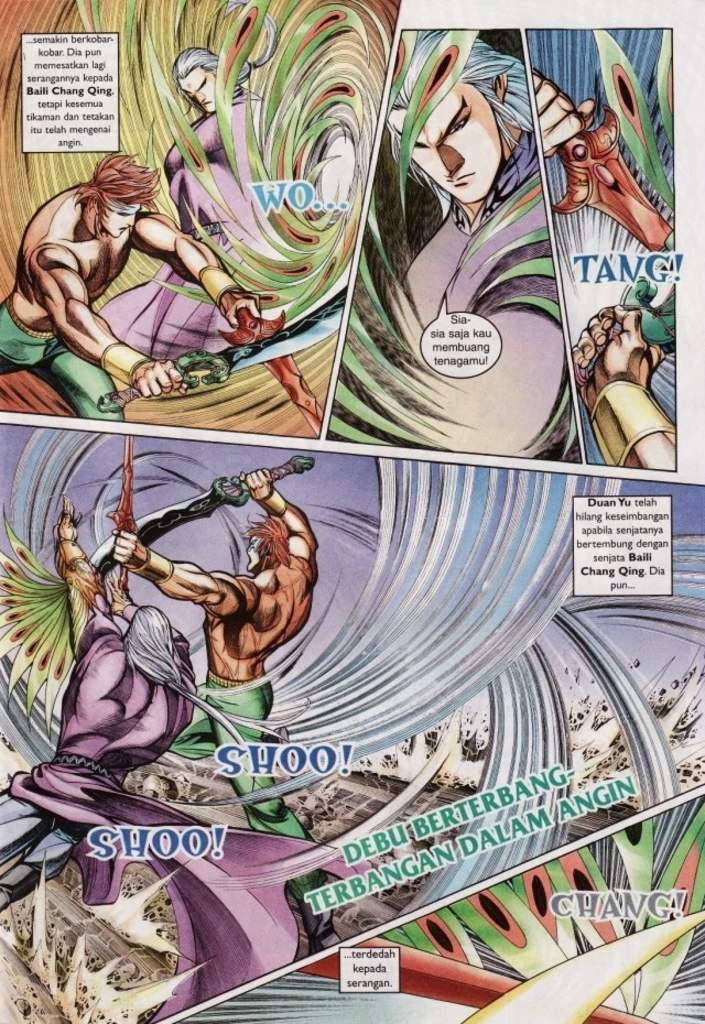 ...semakin berkobar-
kobar. Dia pun
memesatkan lagi
serangannya kepada
Baili Chang Qing,
tetapi kesemua
tikaman dan tetakan
itu telah mengenai
angin.
WO...
Sia-
sia saja kau
membuang
tenagamu!
TANG!
Duan Yu telah
hilang keseimbangan
apabila senjatanya
bertembung dengan
senjata Baili
Chang Qing. Dia
pun...
SHOO!
SHOO!
DEBU BERTERBANG-
TERBANGAN DALAM ANGIN
CHANG!
...terdedah
kepada
serangan.